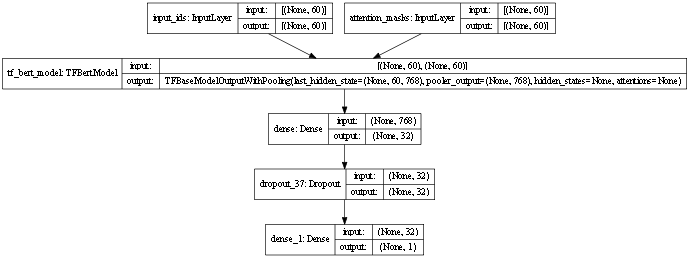 input_ids: InputLayer
input: [(None, 60)]
output: [(None, 60)]
attention_masks: InputLayer
input: [(None, 60)]
output: [(None, 60)]
tf_bert_model: TFBertModel
input: [(None, 60), (None, 60)]
output: TFBaseModelOutputWithPooling(last_hidden_state=(None, 60, 768), pooler_output=(None, 768), hidden_states=None, attentions=None)
dense: Dense
input: (None, 768)
output: (None, 32)
dropout_37: Dropout
input: (None, 32)
output: (None, 32)
dense_1: Dense
input: (None, 32)
output: (None, 1)